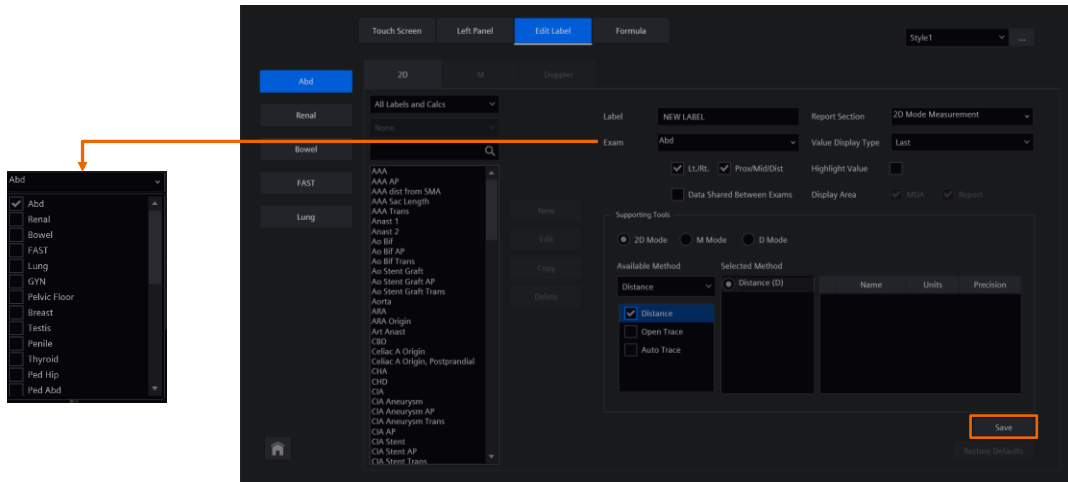 Touch Screen
Left Panel
Edit Label
Formula
Style1
...
Abd
Renal
Bowel
FAST
Lung
2D
M
Doppler
All Labels and Calcs
None
AAA
AAA AP
AAA dist from SMA
AAA Sac Length
AAA Trans
Anast 1
Anast 2
Ao Bif
Ao Bif AP
Ao Bif Trans
Ao Stent Graft
Ao Stent Graft AP
Ao Stent Graft Trans
Aorta
ARA
ARA Origin
Art Anast
CBD
Celiac A Origin
Celiac A Origin, Postprandial
CHA
CHD
CIA
CIA Aneurysm
CIA Aneurysm AP
CIA Aneurysm Trans
CIA AP
CIA Stent
CIA Stent AP
CIA Stent Trans
New
Edit
Copy
Delete
Label
NEW LABEL
Report Section
2D Mode Measurement
Exam
Abd
Value Display Type
Last
Lt./Rt.
Prox/Mid/Dist
Highlight Value
Data Shared Between Exams
Display Area
MDA
Report
Supporting Tools
2D Mode
M Mode
D Mode
Available Method
Selected Method
Distance
Distance (D)
Name
Units
Precision
Distance
Open Trace
Auto Trace
Save
Restore Defaults
Abd
Abd
Renal
Bowel
FAST
Lung
GYN
Pelvic Floor
Breast
Testis
Penile
Thyroid
Ped Hip
Ped Abd